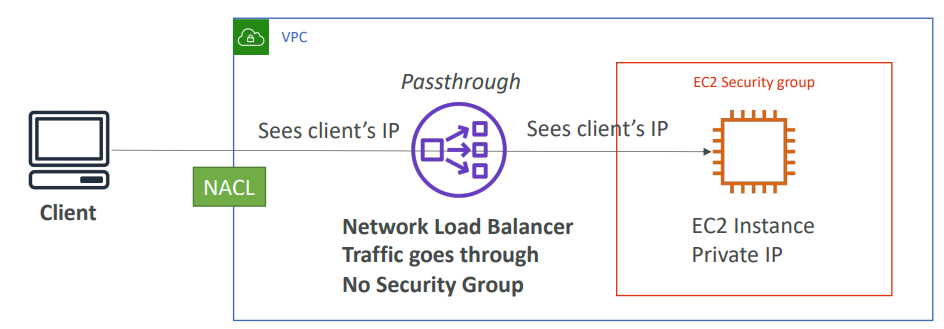 VPC
Passthrough
EC2 Security group
Sees client's IP
Sees client's IP
NACL
Client
Network Load Balancer
Traffic goes through
No Security Group
EC2 Instance
Private IP